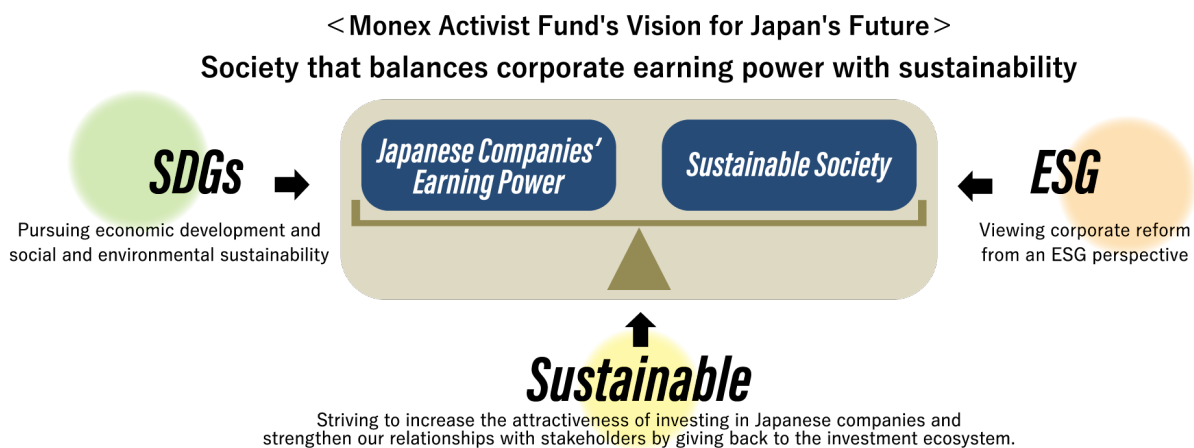 ＜Monex Activist Fund's Vision for Japan's Future＞
Society that balances corporate earning power with sustainability
Japanese Companies’
Earning Power
Sustainable Society
SDGs
Pursuing economic development and
social and environmental sustainability
ESG
Viewing corporate reform
from an ESG perspective
Sustainable
Striving to increase the attractiveness of investing in Japanese companies and
strengthen our relationships with stakeholders by giving back to the investment ecosystem.